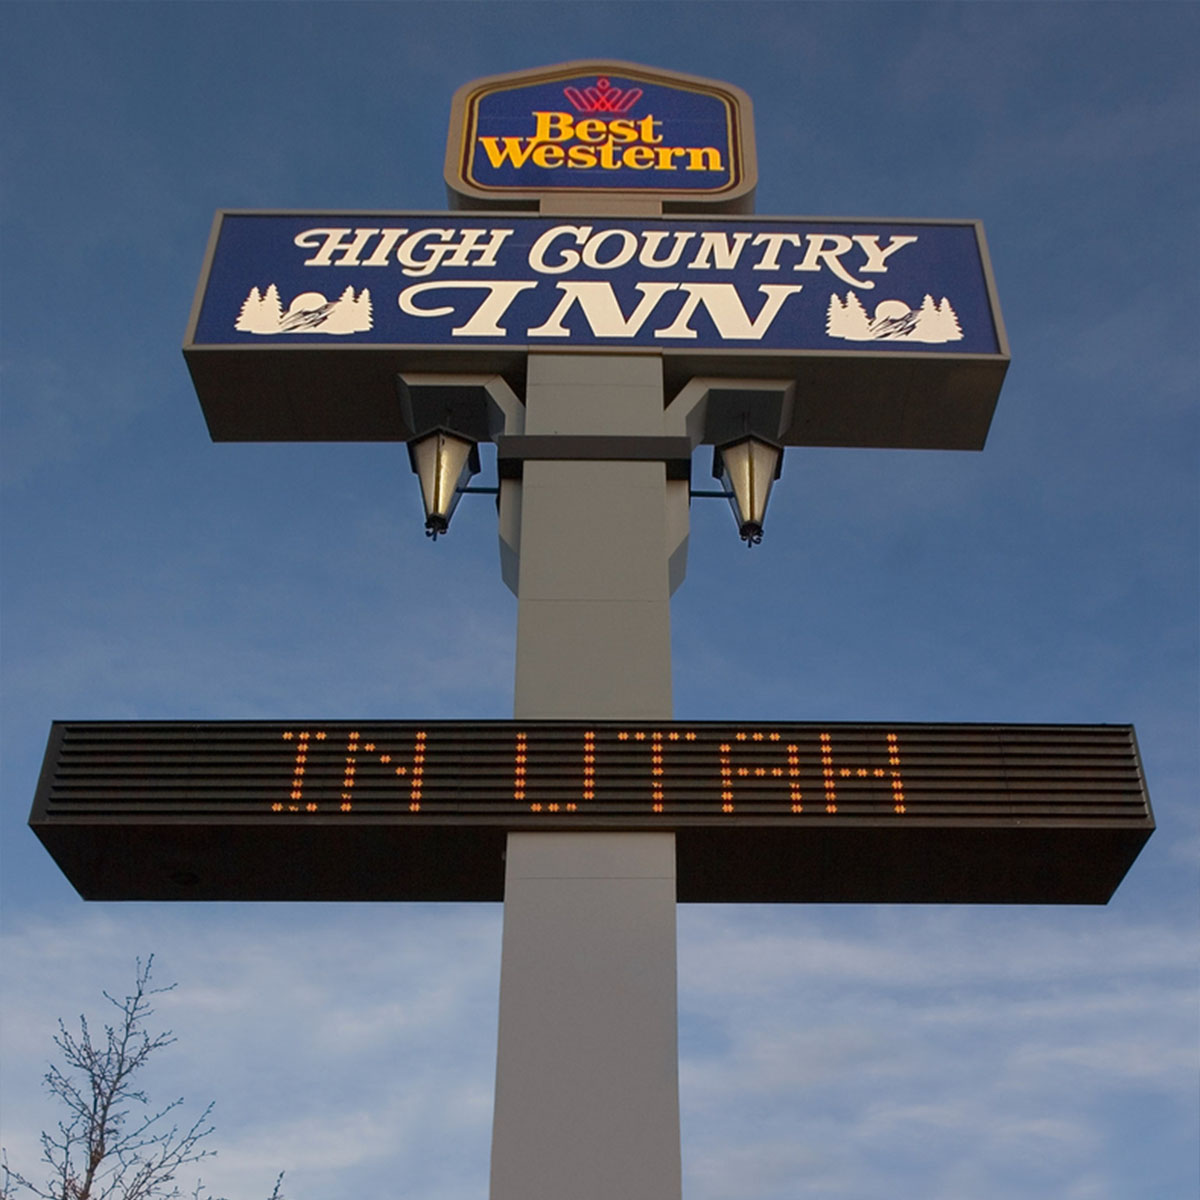 Best
Western
HIGH COUNTRY
INN
IN UTAH